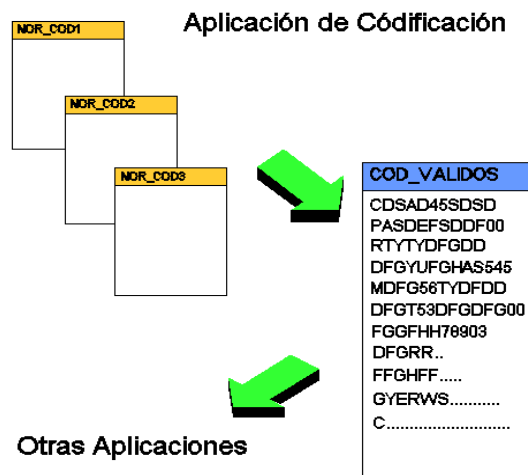 Aplicación de Códificación
NOR_COD1
NOR_COD2
NOR_COD3
COD_VALIDOS
CDSAD45SDSD
PASDEFSDDF00
RTYTYDFGDD
DFGYUFGHAS545
MDFG56TYDFDD
DFGT53DFGDFG00
FGGFHH78903
DFGRR..
FFGHFF.....
GYERWS...........
C...........................
Otras Aplicaciones